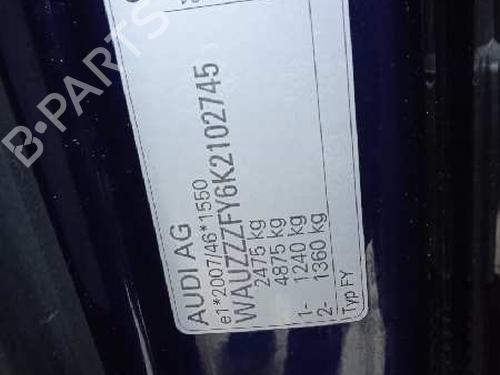 AUDI AG
e1*2007/46*1550
WAUZZZFY6K2102745
2475 kg
4875 kg
1- 1240 kg
2- 1360 kg
Typ FY
B-PARTS